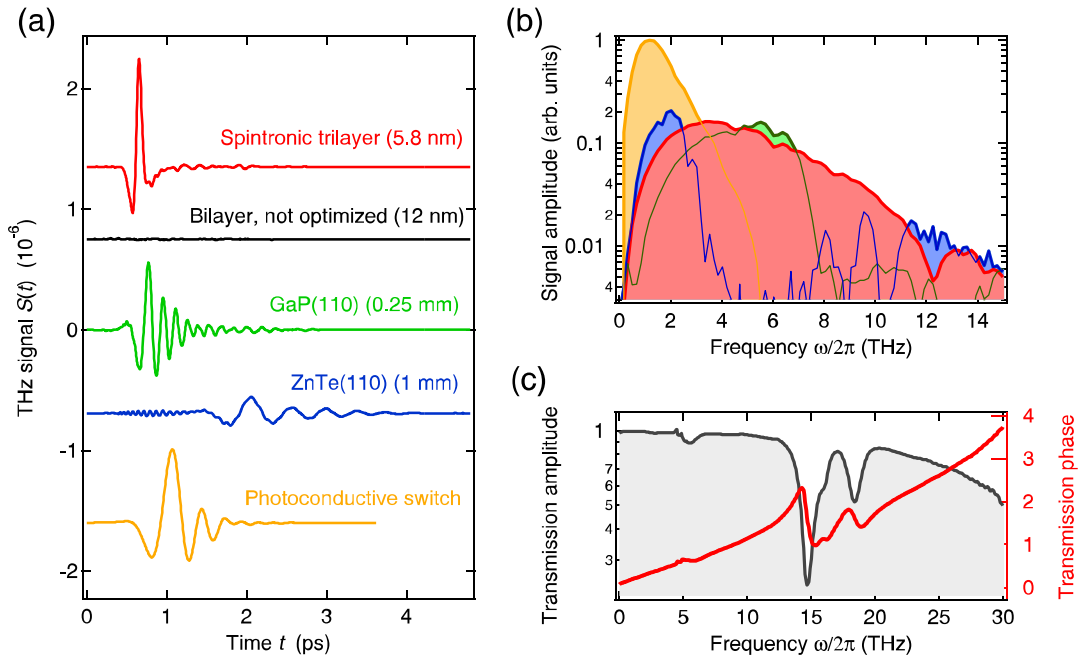 (a)
2
1
0
-1
-2
THz signal S(t) (10⁻⁶)
Spintronic trilayer (5.8 nm)
Bilayer, not optimized (12 nm)
GaP(110) (0.25 mm)
ZnTe(110) (1 mm)
Photoconductive switch
0 1 2 3 4
Time t (ps)
(b)
1
4
2
0.1
4
2
0.01
4
Signal amplitude (arb. units)
0 2 4 6 8 10 12 14
Frequency ω/2π (THz)
(c)
1
7
6
5
4
3
Transmission amplitude
4
3
2
1
0
Transmission phase
0 5 10 15 20 25 30
Frequency ω/2π (THz)